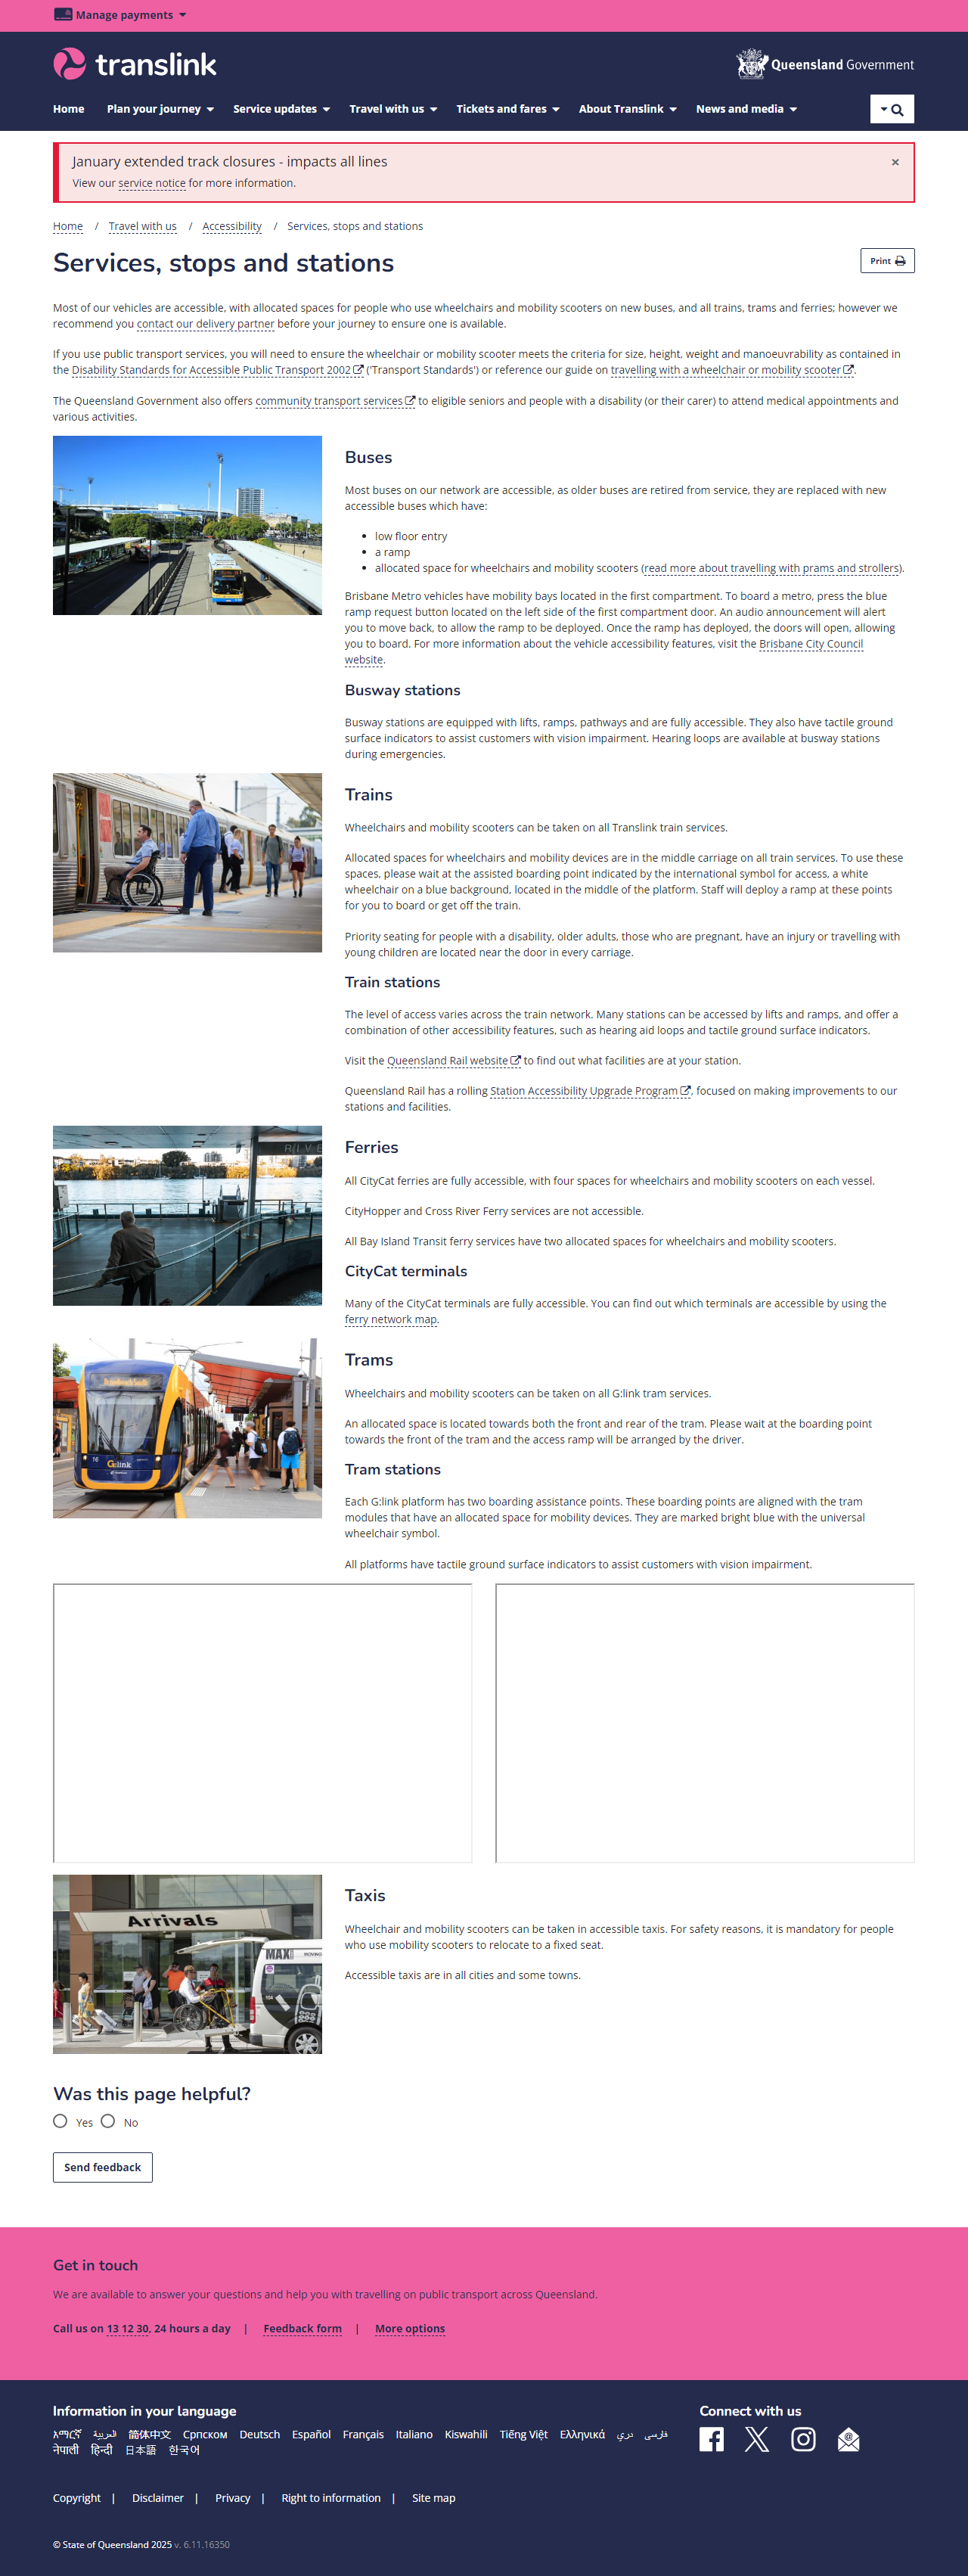 Manage payments
translink
Queensland Government
Home Plan your journey Service updates Travel with us Tickets and fares About Translink News and media
January extended track closures - impacts all lines
×
View our service notice for more information.
Home / Travel with us / Accessibility / Services, stops and stations
Services, stops and stations
Print
Most of our vehicles are accessible, with allocated spaces for people who use wheelchairs and mobility scooters on new buses, and all trains, trams and ferries; however we
recommend you contact our delivery partner before your journey to ensure one is available.
If you use public transport services, you will need to ensure the wheelchair or mobility scooter meets the criteria for size, height, weight and manoeuvrability as contained in
the Disability Standards for Accessible Public Transport 2002 ('Transport Standards') or reference our guide on travelling with a wheelchair or mobility scooter.
The Queensland Government also offers community transport services to eligible seniors and people with a disability (or their carer) to attend medical appointments and
various activities.
Buses
Most buses on our network are accessible, as older buses are retired from service, they are replaced with new
accessible buses which have:
• low floor entry
• a ramp
• allocated space for wheelchairs and mobility scooters (read more about travelling with prams and strollers).
Brisbane Metro vehicles have mobility bays located in the first compartment. To board a metro, press the blue
ramp request button located on the left side of the first compartment door. An audio announcement will alert
you to move back, to allow the ramp to be deployed. Once the ramp has deployed, the doors will open, allowing
you to board. For more information about the vehicle accessibility features, visit the Brisbane City Council
website.
Busway stations
Busway stations are equipped with lifts, ramps, pathways and are fully accessible. They also have tactile ground
surface indicators to assist customers with vision impairment. Hearing loops are available at busway stations
during emergencies.
Trains
Wheelchairs and mobility scooters can be taken on all Translink train services.
Allocated spaces for wheelchairs and mobility devices are in the middle carriage on all train services. To use these
spaces, please wait at the assisted boarding point indicated by the international symbol for access, a white
wheelchair on a blue background, located in the middle of the platform. Staff will deploy a ramp at these points
for you to board or get off the train.
Priority seating for people with a disability, older adults, those who are pregnant, have an injury or travelling with
young children are located near the door in every carriage.
Train stations
The level of access varies across the train network. Many stations can be accessed by lifts and ramps, and offer a
combination of other accessibility features, such as hearing aid loops and tactile ground surface indicators.
Visit the Queensland Rail website to find out what facilities are at your station.
Queensland Rail has a rolling Station Accessibility Upgrade Program, focused on making improvements to our
stations and facilities.
Ferries
All CityCat ferries are fully accessible, with four spaces for wheelchairs and mobility scooters on each vessel.
CityHopper and Cross River Ferry services are not accessible.
All Bay Island Transit ferry services have two allocated spaces for wheelchairs and mobility scooters.
CityCat terminals
Many of the CityCat terminals are fully accessible. You can find out which terminals are accessible by using the
ferry network map.
G:link
Trams
Wheelchairs and mobility scooters can be taken on all G:link tram services.
An allocated space is located towards both the front and rear of the tram. Please wait at the boarding point
towards the front of the tram and the access ramp will be arranged by the driver.
Tram stations
Each G:link platform has two boarding assistance points. These boarding points are aligned with the tram
modules that have an allocated space for mobility devices. They are marked bright blue with the universal
wheelchair symbol.
All platforms have tactile ground surface indicators to assist customers with vision impairment.
Arrivals
MAXI
Taxis
Wheelchair and mobility scooters can be taken in accessible taxis. For safety reasons, it is mandatory for people
who use mobility scooters to relocate to a fixed seat.
Accessible taxis are in all cities and some towns.
Was this page helpful?
Yes No
Send feedback
Get in touch
We are available to answer your questions and help you with travelling on public transport across Queensland.
Call us on 13 12 30, 24 hours a day | Feedback form | More options
Information in your language
አማርኛ العربية 简体中文 Српском Deutsch Español Français Italiano Kiswahili Tiếng Việt Ελληνικά دري فارسی
नेपाली हिन्दी 日本語 한국어
Connect with us
Copyright | Disclaimer | Privacy | Right to information | Site map
© State of Queensland 2025 v. 6.11.16350